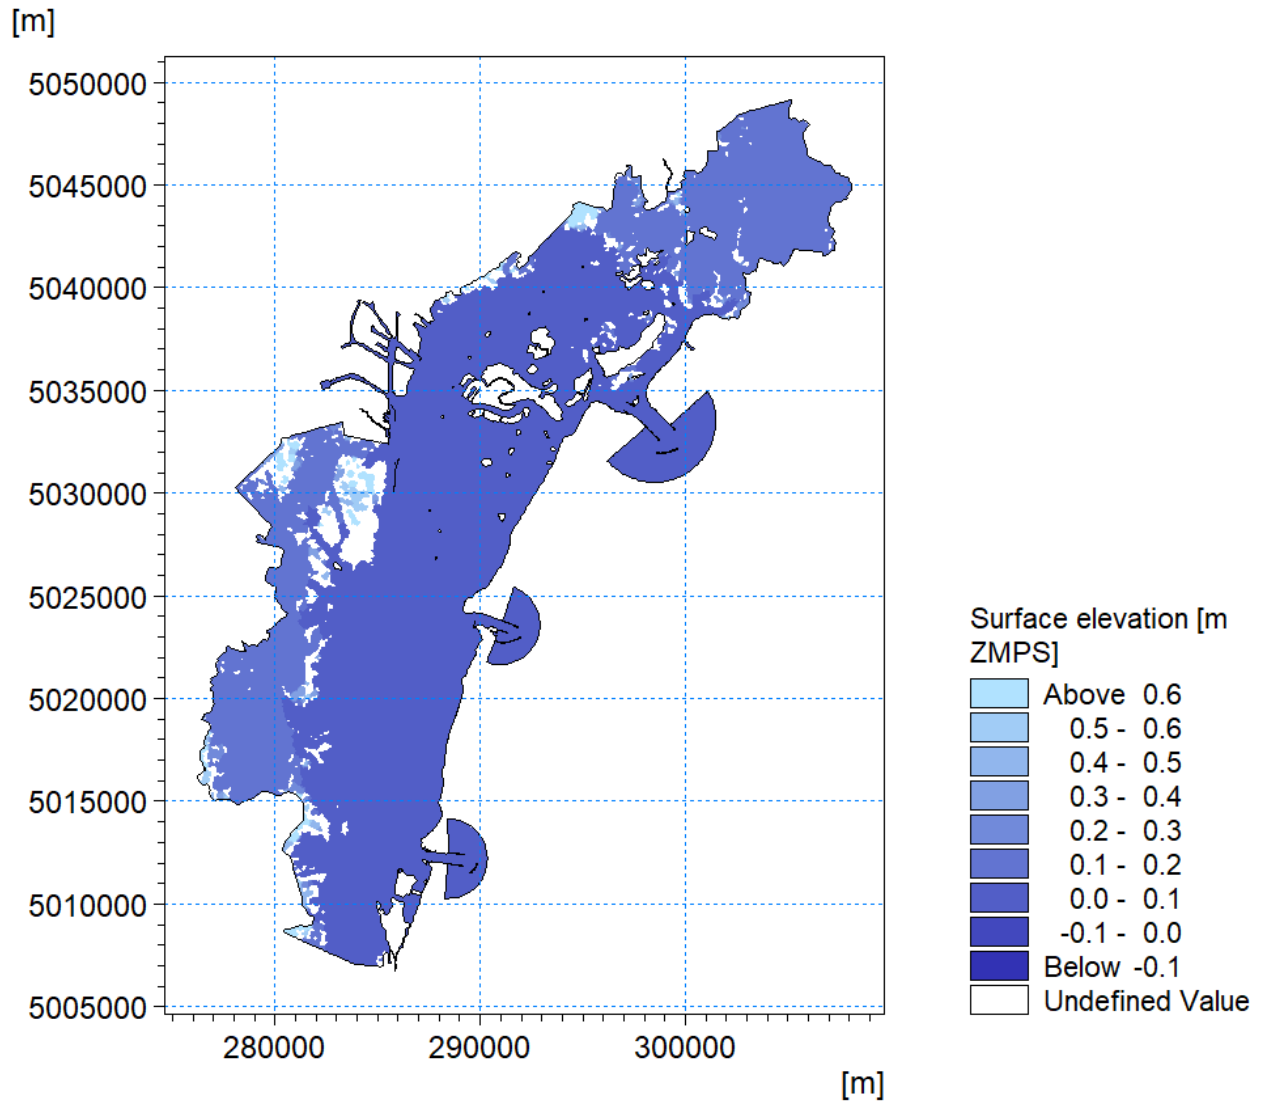 [m]
5050000
5045000
5040000
5035000
5030000
5025000
5020000
5015000
5010000
5005000
280000 290000 300000
[m]
Surface elevation [m
ZMPS]
Above 0.6
0.5 - 0.6
0.4 - 0.5
0.3 - 0.4
0.2 - 0.3
0.1 - 0.2
0.0 - 0.1
-0.1 - 0.0
Below -0.1
Undefined Value